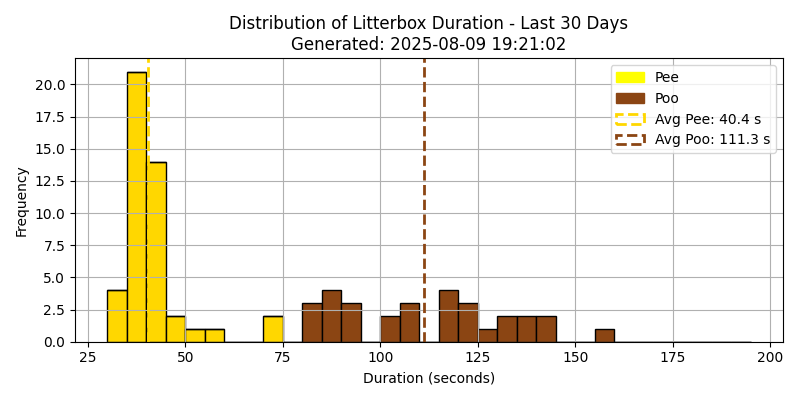 Distribution of Litterbox Duration - Last 30 Days
Generated: 2025-08-09 19:21:02
Pee
Poo
Avg Pee: 40.4 s
Avg Poo: 111.3 s
Frequency
20.0
17.5
15.0
12.5
10.0
7.5
5.0
2.5
0.0
25 50 75 100 125 150 175 200
Duration (seconds)